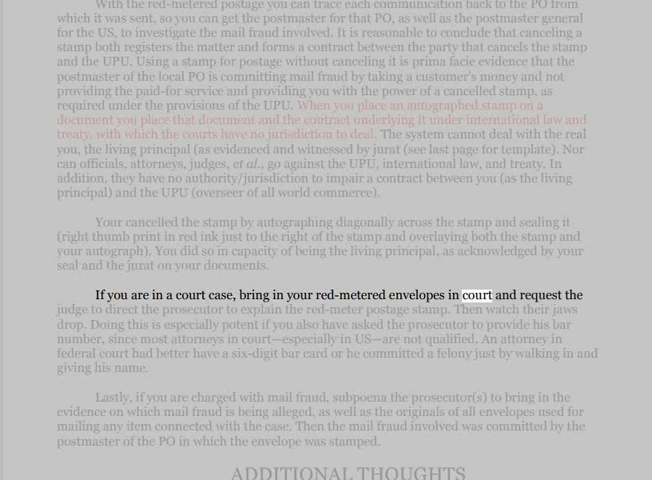 With the red-metered postage you can trace each communication back to the PO from
which it was sent, so you can get the postmaster for that PO, as well as the postmaster general
for the US, to investigate the mail fraud involved. It is reasonable to conclude that canceling a
stamp both registers the matter and forms a contract between the party that cancels the stamp
and the UPU. Using a stamp for postage without canceling it is prima facie evidence that the
postmaster of the local PO is committing mail fraud by taking a customer's money and not
providing the paid-for service and providing you with the power of a cancelled stamp, as
required under the provisions of the UPU. When you place an autographed stamp on a
document you place that document and the contract underlying it under international law and
treaty, with which the courts have no jurisdiction to deal. The system cannot deal with the real
you, the living principal (as evidenced and witnessed by jurat (see last page for template). Nor
can officials, attorneys, judges, et al., go against the UPU, international law, and treaty. In
addition, they have no authority/jurisdiction to impair a contract between you (as the living
principal) and the UPU (overseer of all world commerce).
Your cancelled the stamp by autographing diagonally across the stamp and sealing it
(right thumb print in red ink just to the right of the stamp and overlaying both the stamp and
your autograph). You did so in capacity of being the living principal, as acknowledged by your
seal and the jurat on your documents.
If you are in a court case, bring in your red-metered envelopes in court and request the
judge to direct the prosecutor to explain the red-meter postage stamp. Then watch their jaws
drop. Doing this is especially potent if you also have asked the prosecutor to provide his bar
number, since most attorneys in court—especially in US—are not qualified. An attorney in
federal court had better have a six-digit bar card or he committed a felony just by walking in and
giving his name.
Lastly, if you are charged with mail fraud, subpoena the prosecutor(s) to bring in the
evidence on which mail fraud is being alleged, as well as the originals of all envelopes used for
mailing any item connected with the case. Then the mail fraud involved was committed by the
postmaster of the PO in which the envelope was stamped.
ADDITIONAL THOUGHTS